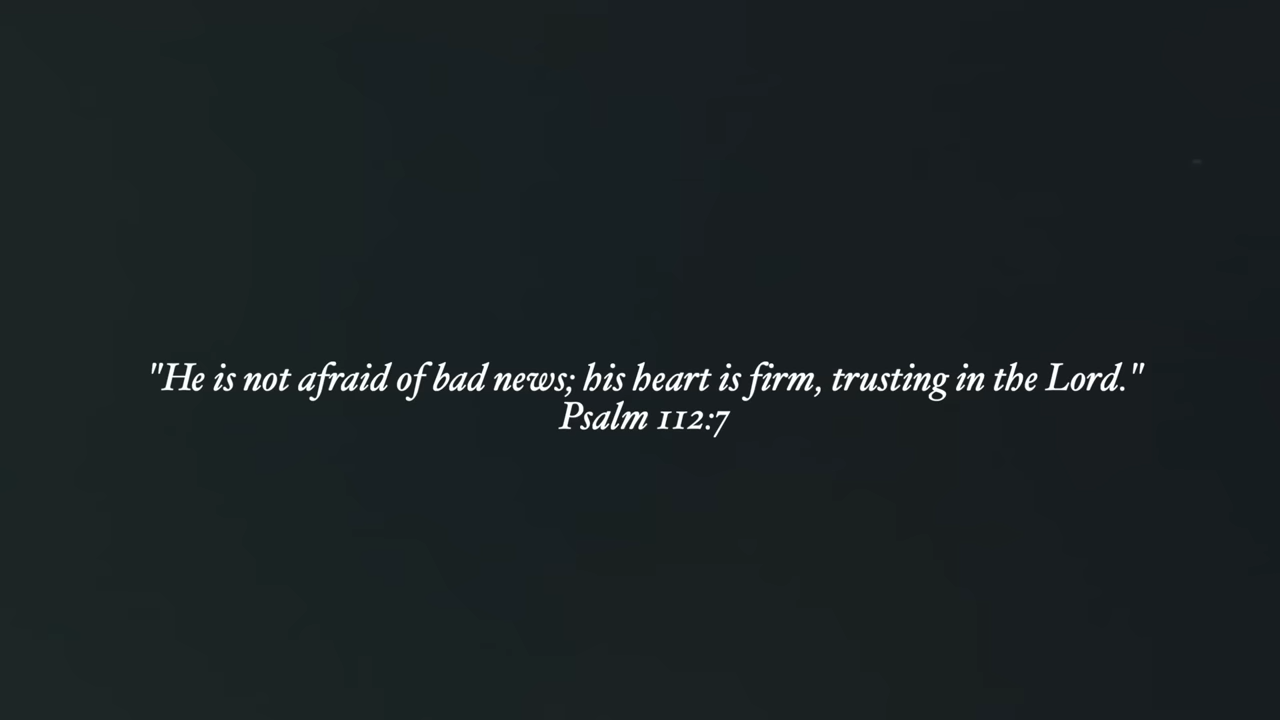 "He is not afraid of bad news; his heart is firm, trusting in the Lord."
Psalm 112:7